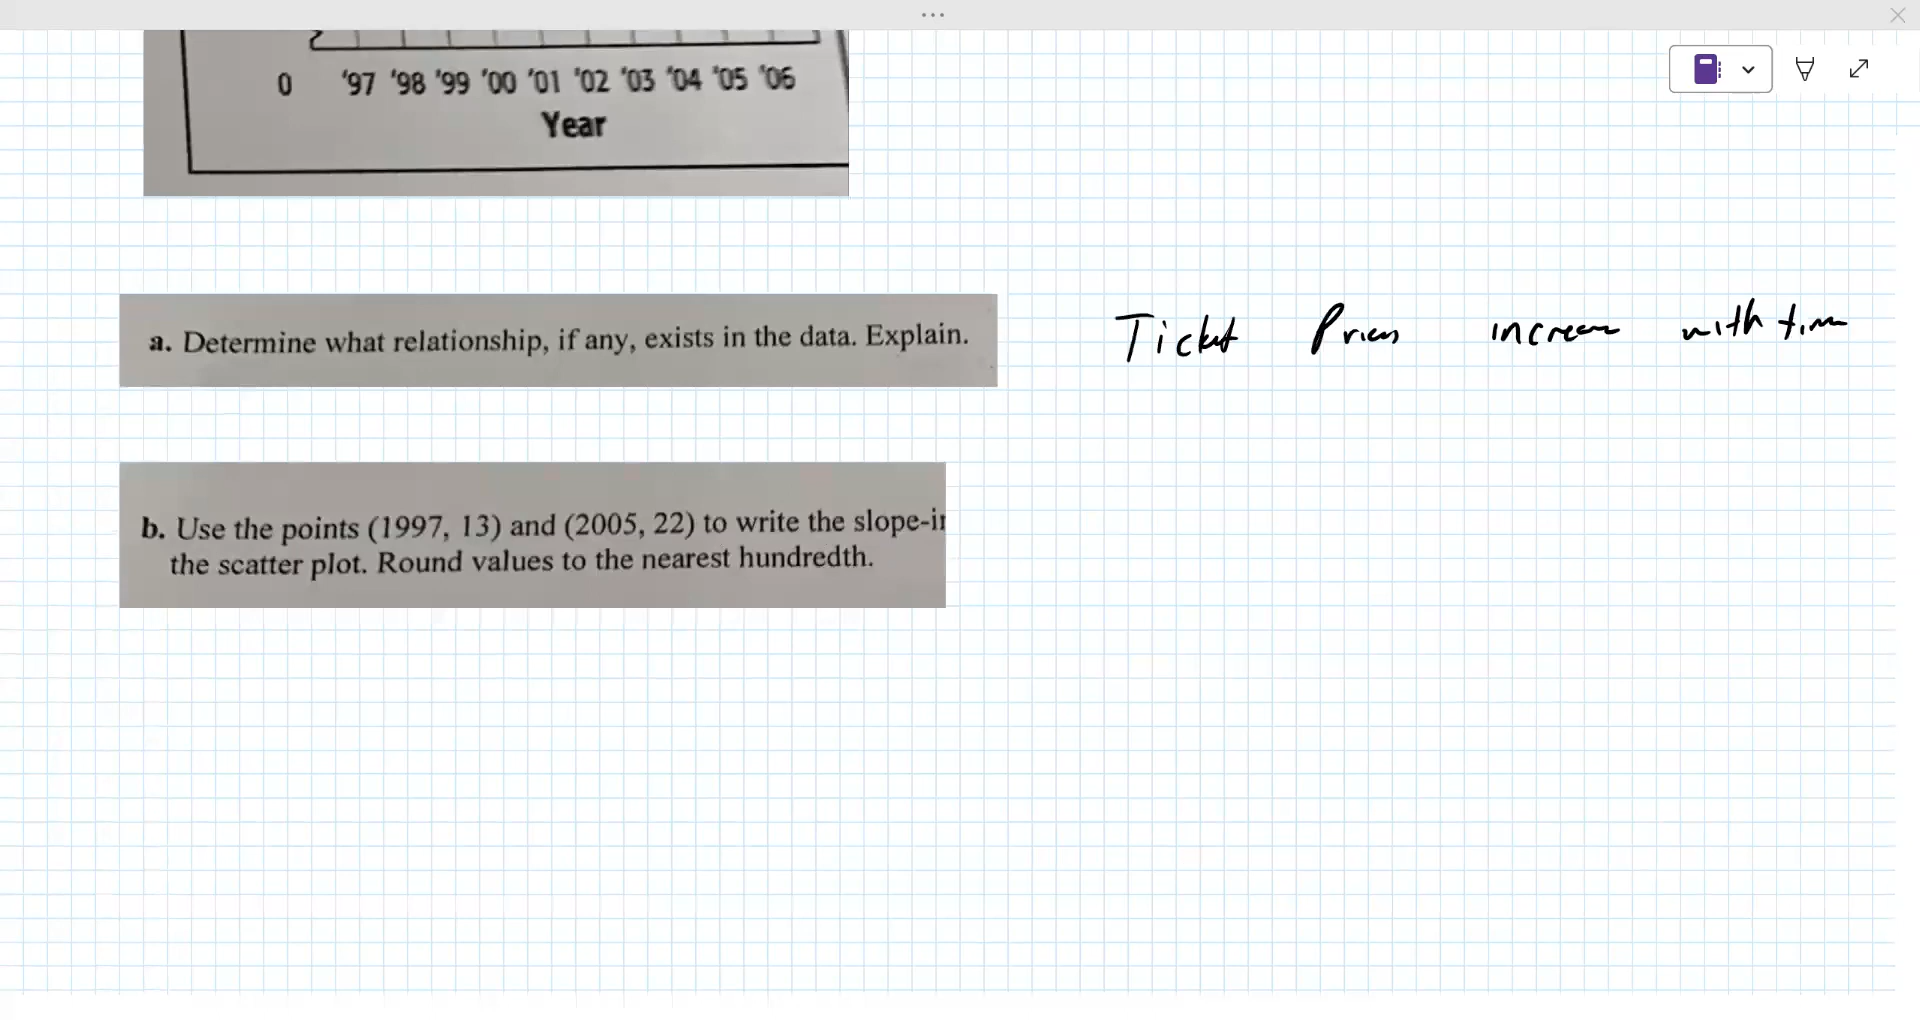 0 '97 '98 '99 '00 '01 '02 '03 '04 '05 '06
Year
a. Determine what relationship, if any, exists in the data. Explain.
Ticket Prices increase with time
b. Use the points (1997, 13) and (2005, 22) to write the slope-in
the scatter plot. Round values to the nearest hundredth.